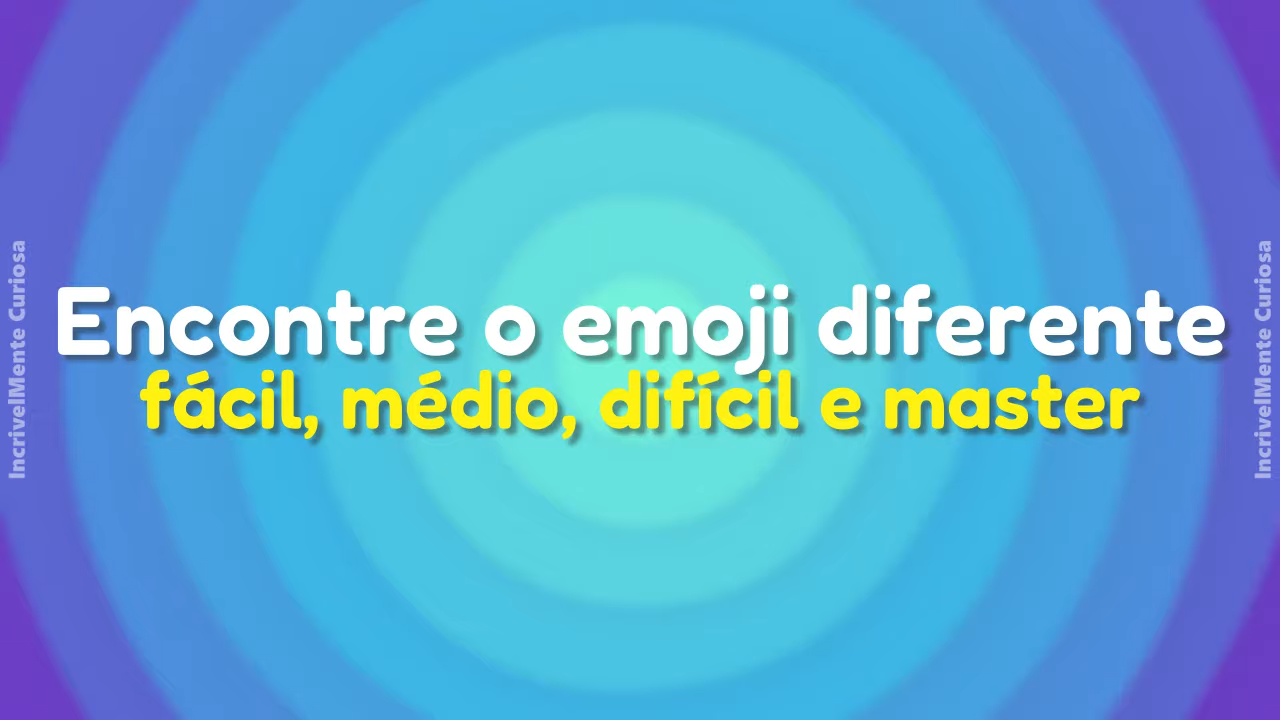 Encontre o emoji diferente
fácil, médio, difícil e master
IncrivelMente Curiosa
IncrivelMente Curiosa